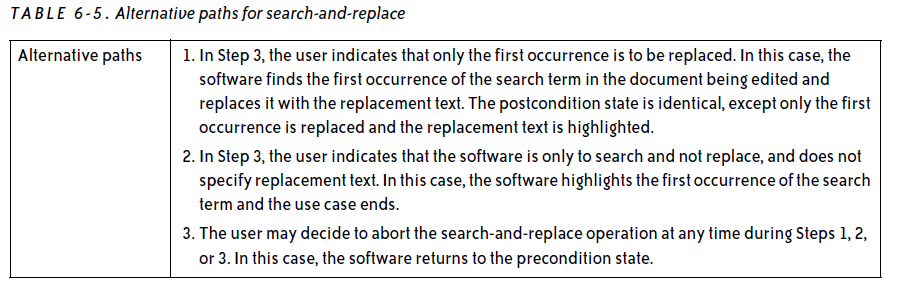 TABLE 6-5. Alternative paths for search-and-replace
Alternative paths
1. In Step 3, the user indicates that only the first occurrence is to be replaced. In this case, the
software finds the first occurrence of the search term in the document being edited and
replaces it with the replacement text. The postcondition state is identical, except only the first
occurrence is replaced and the replacement text is highlighted.
2. In Step 3, the user indicates that the software is only to search and not replace, and does not
specify replacement text. In this case, the software highlights the first occurrence of the search
term and the use case ends.
3. The user may decide to abort the search-and-replace operation at any time during Steps 1, 2,
or 3. In this case, the software returns to the precondition state.